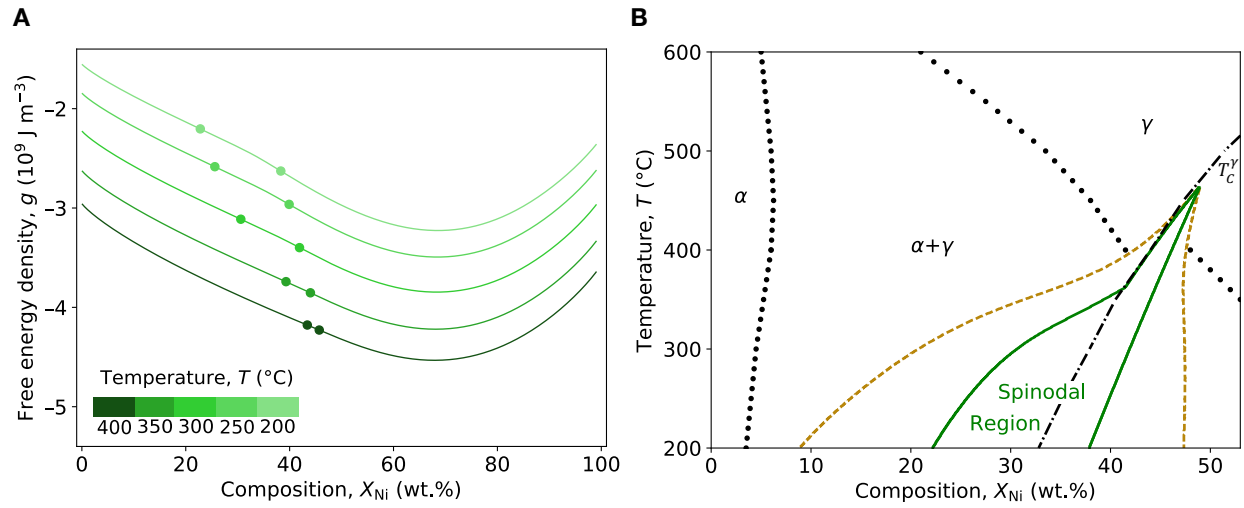 A
Free energy density, g (10⁹ J m⁻³)
−2
−3
−4
−5
Temperature, T (°C)
400 350 300 250 200
0 20 40 60 80 100
Composition, X_Ni (wt.%)
B
Temperature, T (°C)
600
500
400
300
200
γ
T_C^γ
α
α+γ
Spinodal
Region
0 10 20 30 40 50
Composition, X_Ni (wt.%)